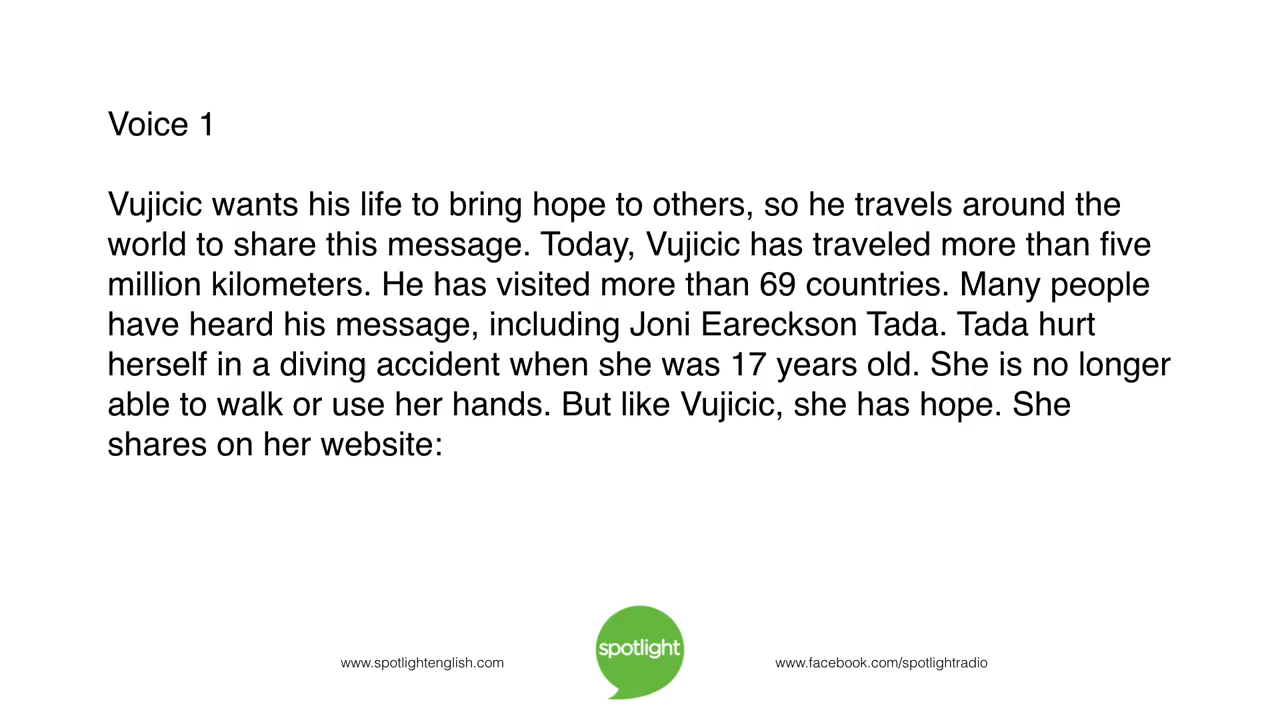 Voice 1
Vujicic wants his life to bring hope to others, so he travels around the
world to share this message. Today, Vujicic has traveled more than five
million kilometers. He has visited more than 69 countries. Many people
have heard his message, including Joni Eareckson Tada. Tada hurt
herself in a diving accident when she was 17 years old. She is no longer
able to walk or use her hands. But like Vujicic, she has hope. She
shares on her website:
www.spotlightenglish.com
spotlight
www.facebook.com/spotlightradio